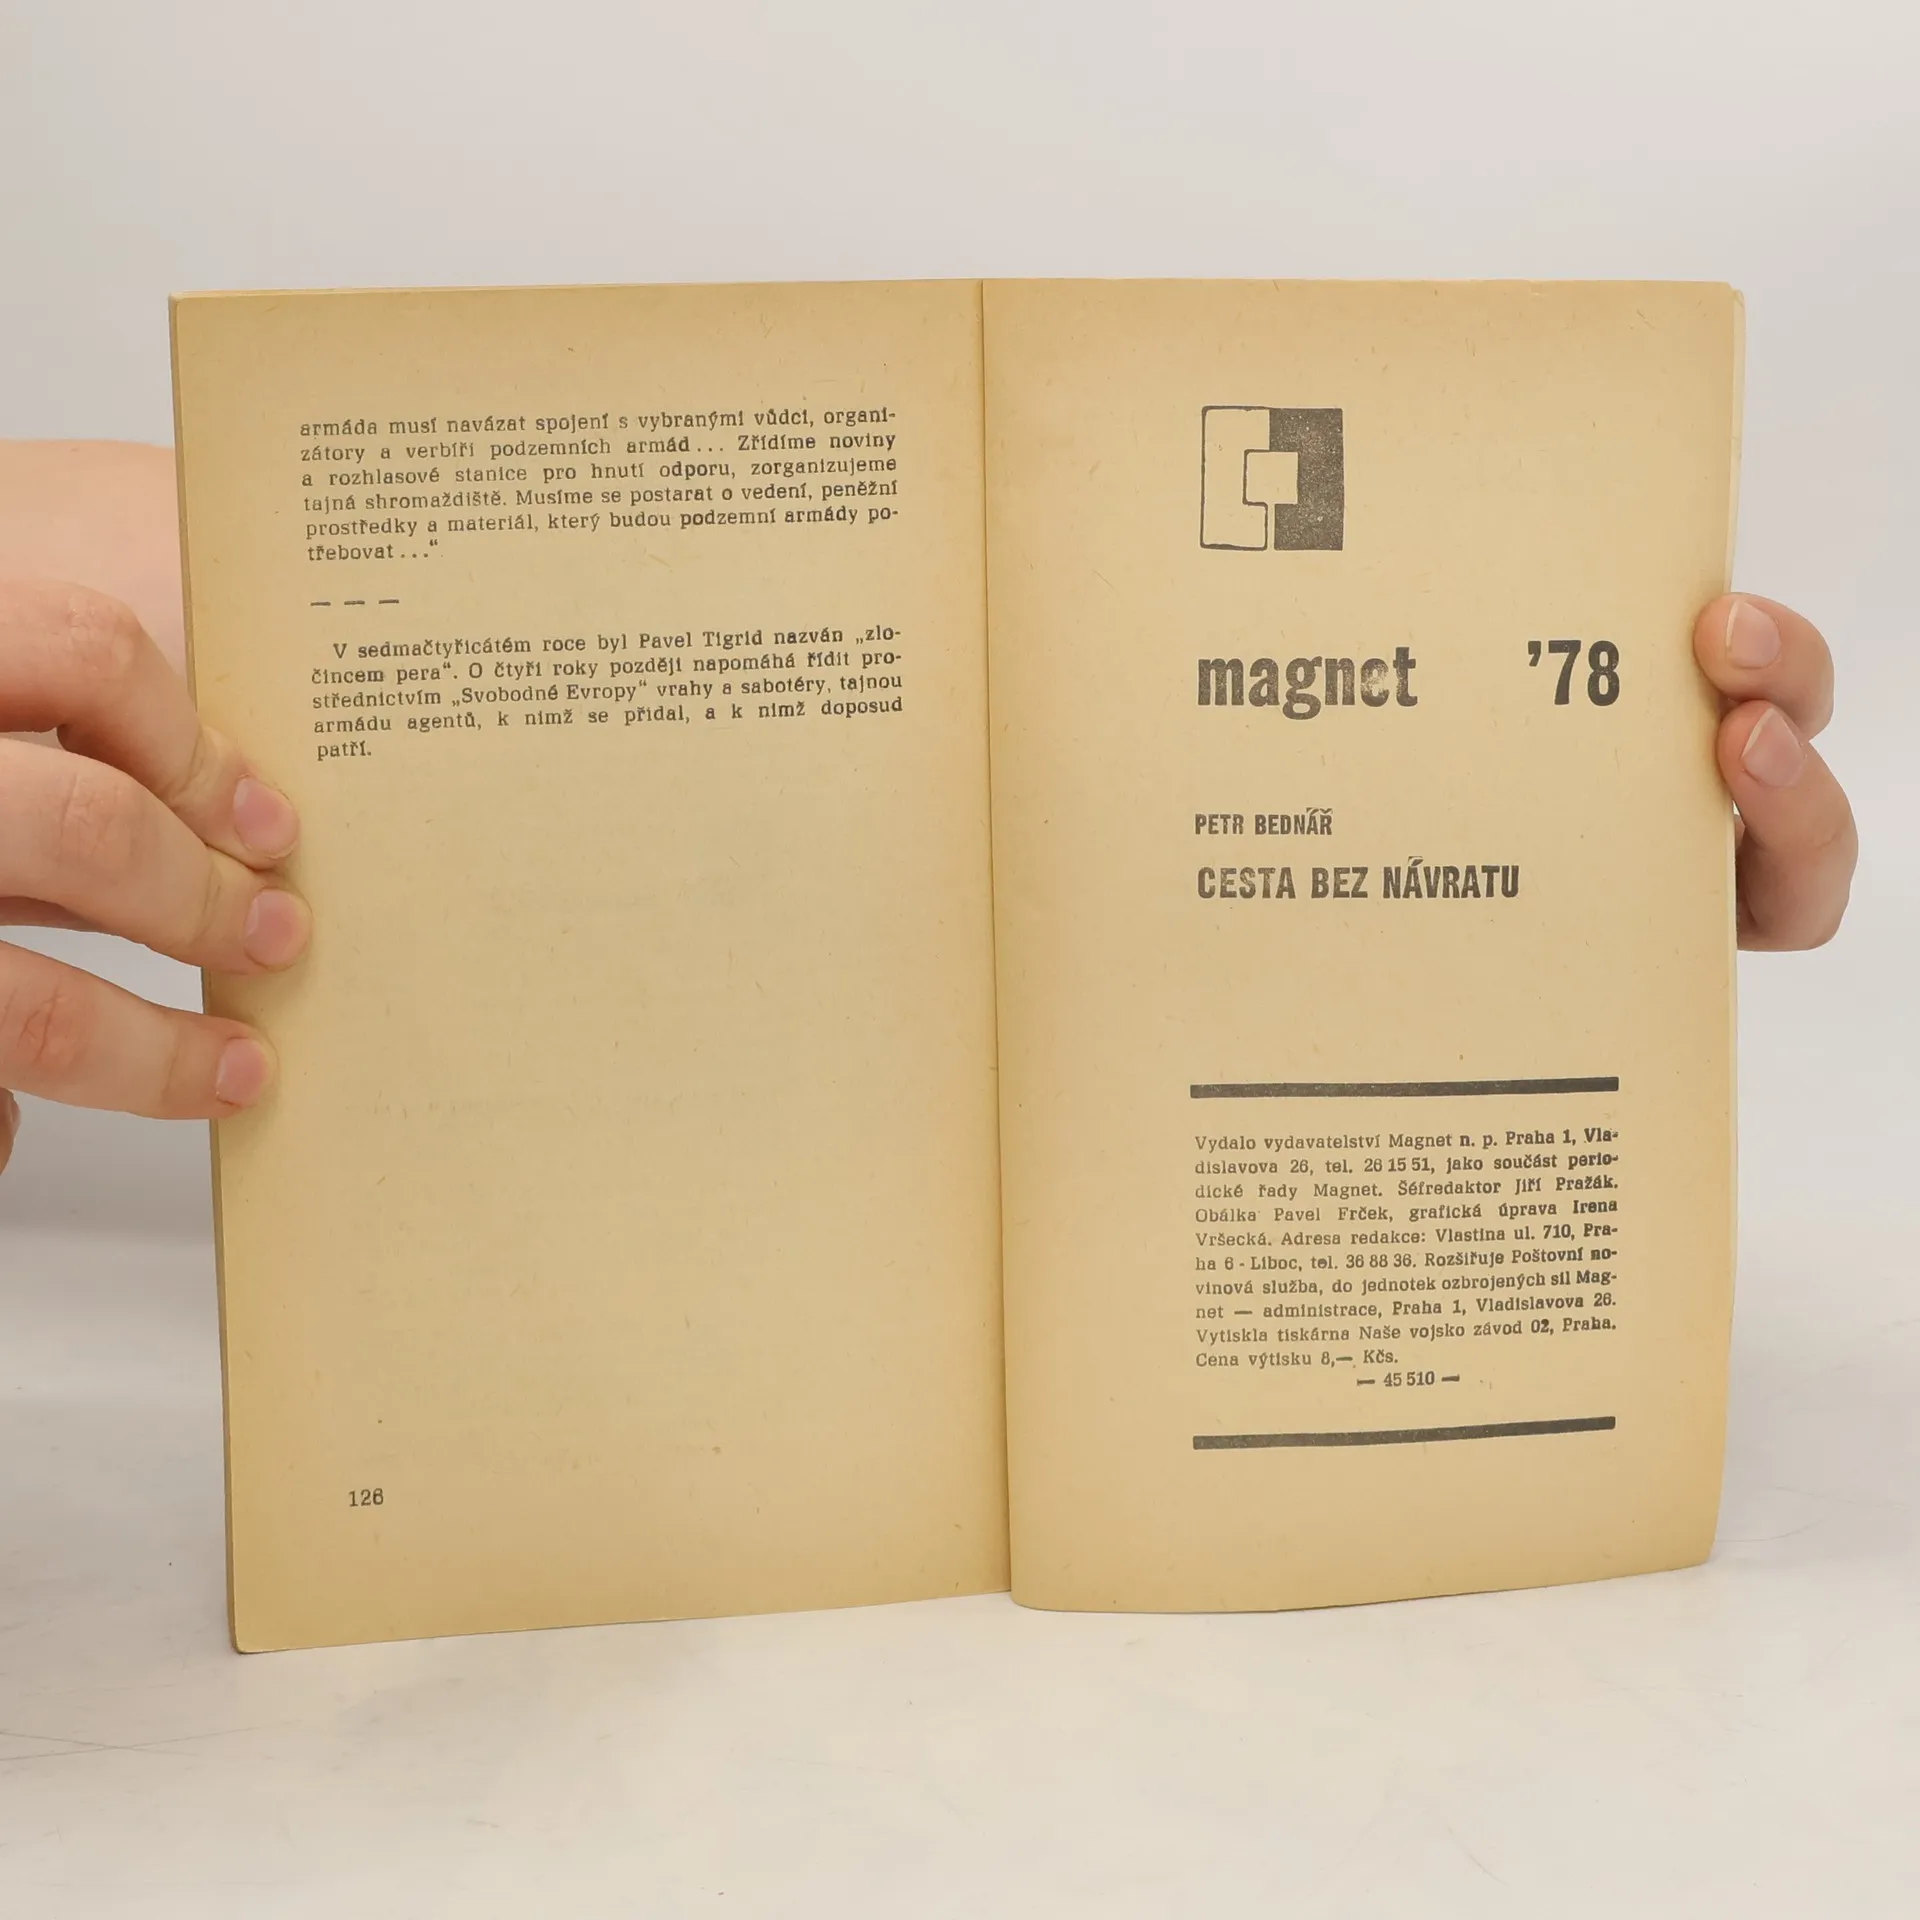 armáda musí navázat spojení s vybranými vůdci, organi-
zátory a verbíři podzemních armád... Zřídíme noviny
a rozhlasové stanice pro hnutí odporu, zorganizujeme
tajná shromaždiště. Musíme se postarat o vedení, peněžní
prostředky a materiál, který budou podzemní armády po-
třebovat..."
— — —
V sedmačtyřicátém roce byl Pavel Tigrid nazván „zlo-
čincem pera“. O čtyři roky později napomáhá řídit pro-
střednictvím „Svobodné Evropy“ vrahy a sabotéry, tajnou
armádu agentů, k nimž se přidal, a k nimž doposud
patří.
126
magnet '78
PETR BEDNÁŘ
CESTA BEZ NÁVRATU
Vydalo vydavatelství Magnet n. p. Praha 1, Vla-
dislavova 26, tel. 26 15 51, jako součást perio-
dické řady Magnet. Šéfredaktor Jiří Pražák.
Obálka Pavel Frček, grafická úprava Irena
Vršecká. Adresa redakce: Vlastina ul. 710, Pra-
ha 6 - Liboc, tel. 36 88 36. Rozšiřuje Poštovní no-
vinová služba, do jednotek ozbrojených sil Mag-
net — administrace, Praha 1, Vladislavova 26.
Vytiskla tiskárna Naše vojsko závod 02, Praha.
Cena výtisku 8,— Kčs.
— 45 510 —